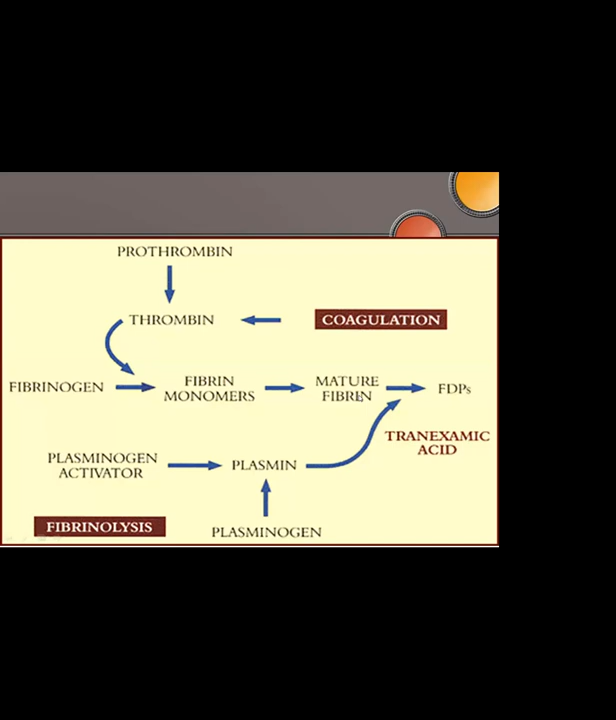 PROTHROMBIN
THROMBIN
COAGULATION
FIBRINOGEN
FIBRIN
MONOMERS
MATURE
FIBRIN
FDPs
TRANEXAMIC
ACID
PLASMINOGEN
ACTIVATOR
PLASMIN
FIBRINOLYSIS
PLASMINOGEN